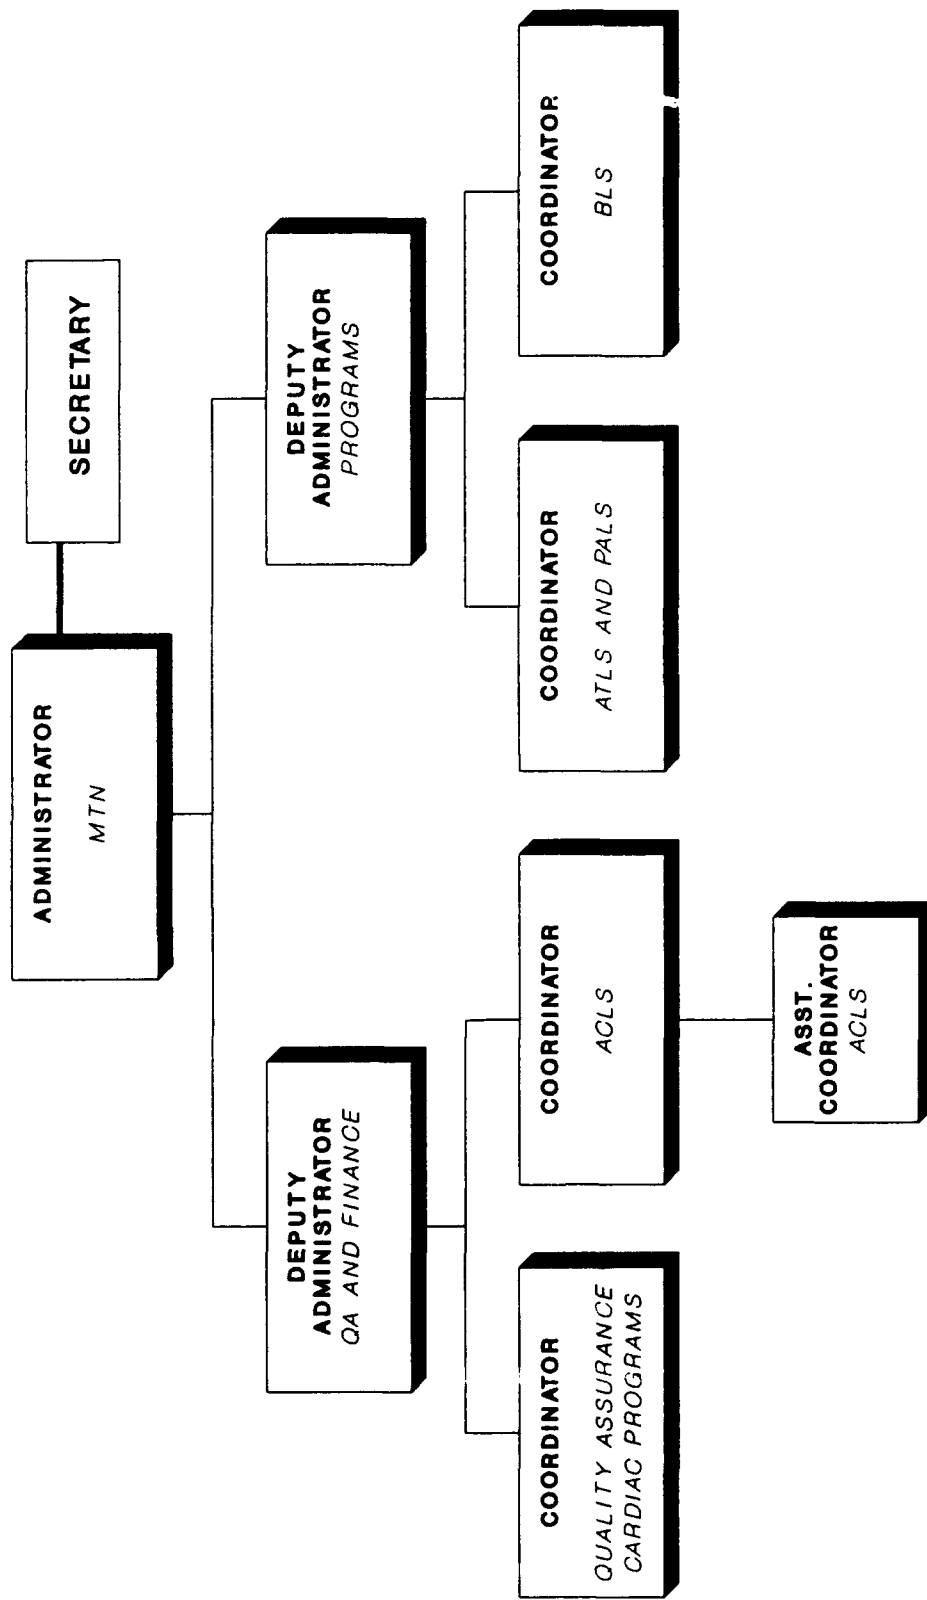 ADMINISTRATOR
MTN
SECRETARY
DEPUTY
ADMINISTRATOR
QA AND FINANCE
DEPUTY
ADMINISTRATOR
PROGRAMS
COORDINATOR
QUALITY ASSURANCE
CARDIAC PROGRAMS
COORDINATOR
ACLS
COORDINATOR
ATLS AND PALS
COORDINATOR
BLS
ASST.
COORDINATOR
ACLS